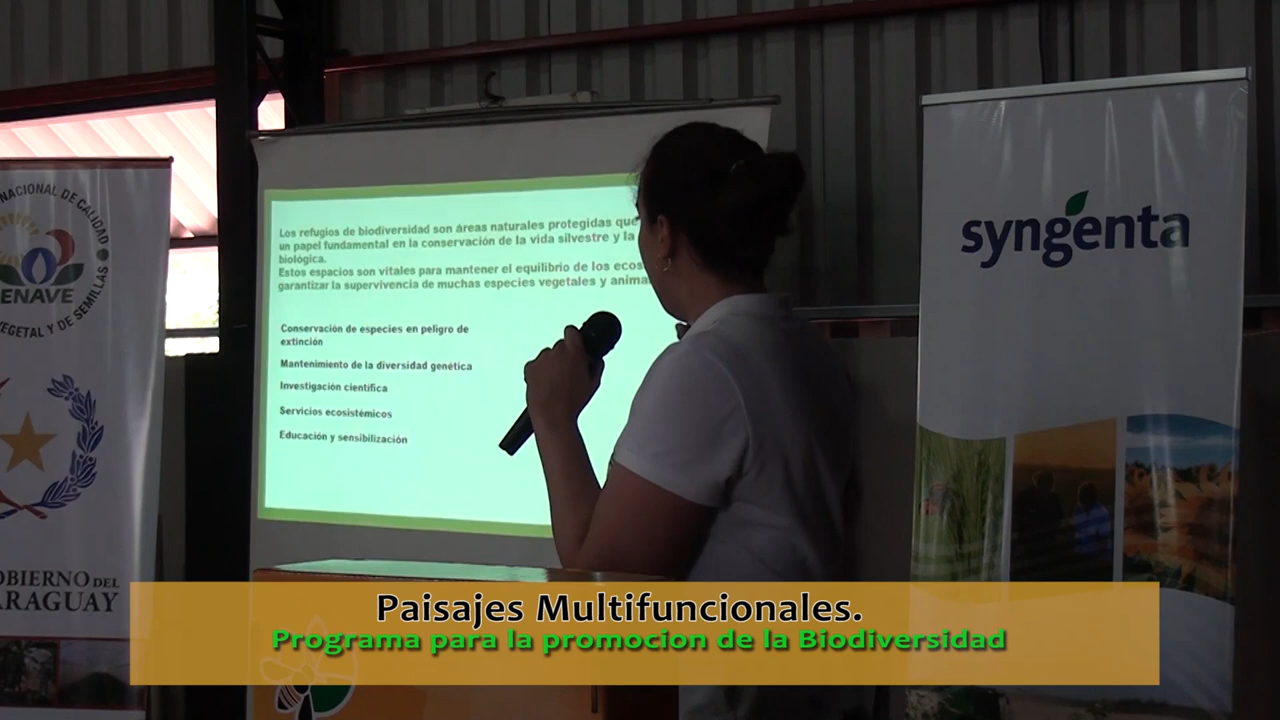 NACIONAL DE CALIDAD
ENAVE
VEGETAL Y DE SEMILLAS
OBIERNO DEL
ARAGUAY
Los refugios de biodiversidad son áreas naturales protegidas que
un papel fundamental en la conservación de la vida silvestre y la
biológica.
Estos espacios son vitales para mantener el equilibrio de los ecos
garantizar la supervivencia de muchas especies vegetales y anima
Conservación de especies en peligro de
extinción
Mantenimiento de la diversidad genética
Investigación científica
Servicios ecosistémicos
Educación y sensibilización
syngenta
Paisajes Multifuncionales.
Programa para la promocion de la Biodiversidad